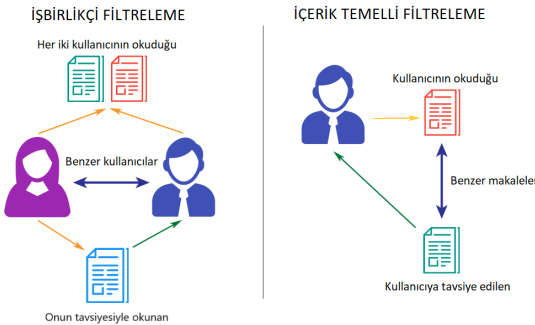 İŞBİRLİKÇİ FİLTRELEME
Her iki kullanıcının okuduğu
Benzer kullanıcılar
Onun tavsiyesiyle okunan
İÇERİK TEMELLİ FİLTRELEME
Kullanıcının okuduğu
Benzer makaleler
Kullanıcıya tavsiye edilen